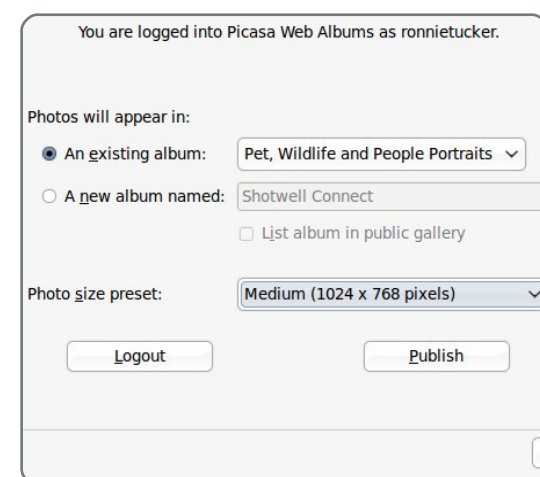 You are logged into Picasa Web Albums as ronnietucker.
Photos will appear in:
An existing album: Pet, Wildlife and People Portraits
A new album named: Shotwell Connect
List album in public gallery
Photo size preset: Medium (1024 x 768 pixels)
Logout Publish